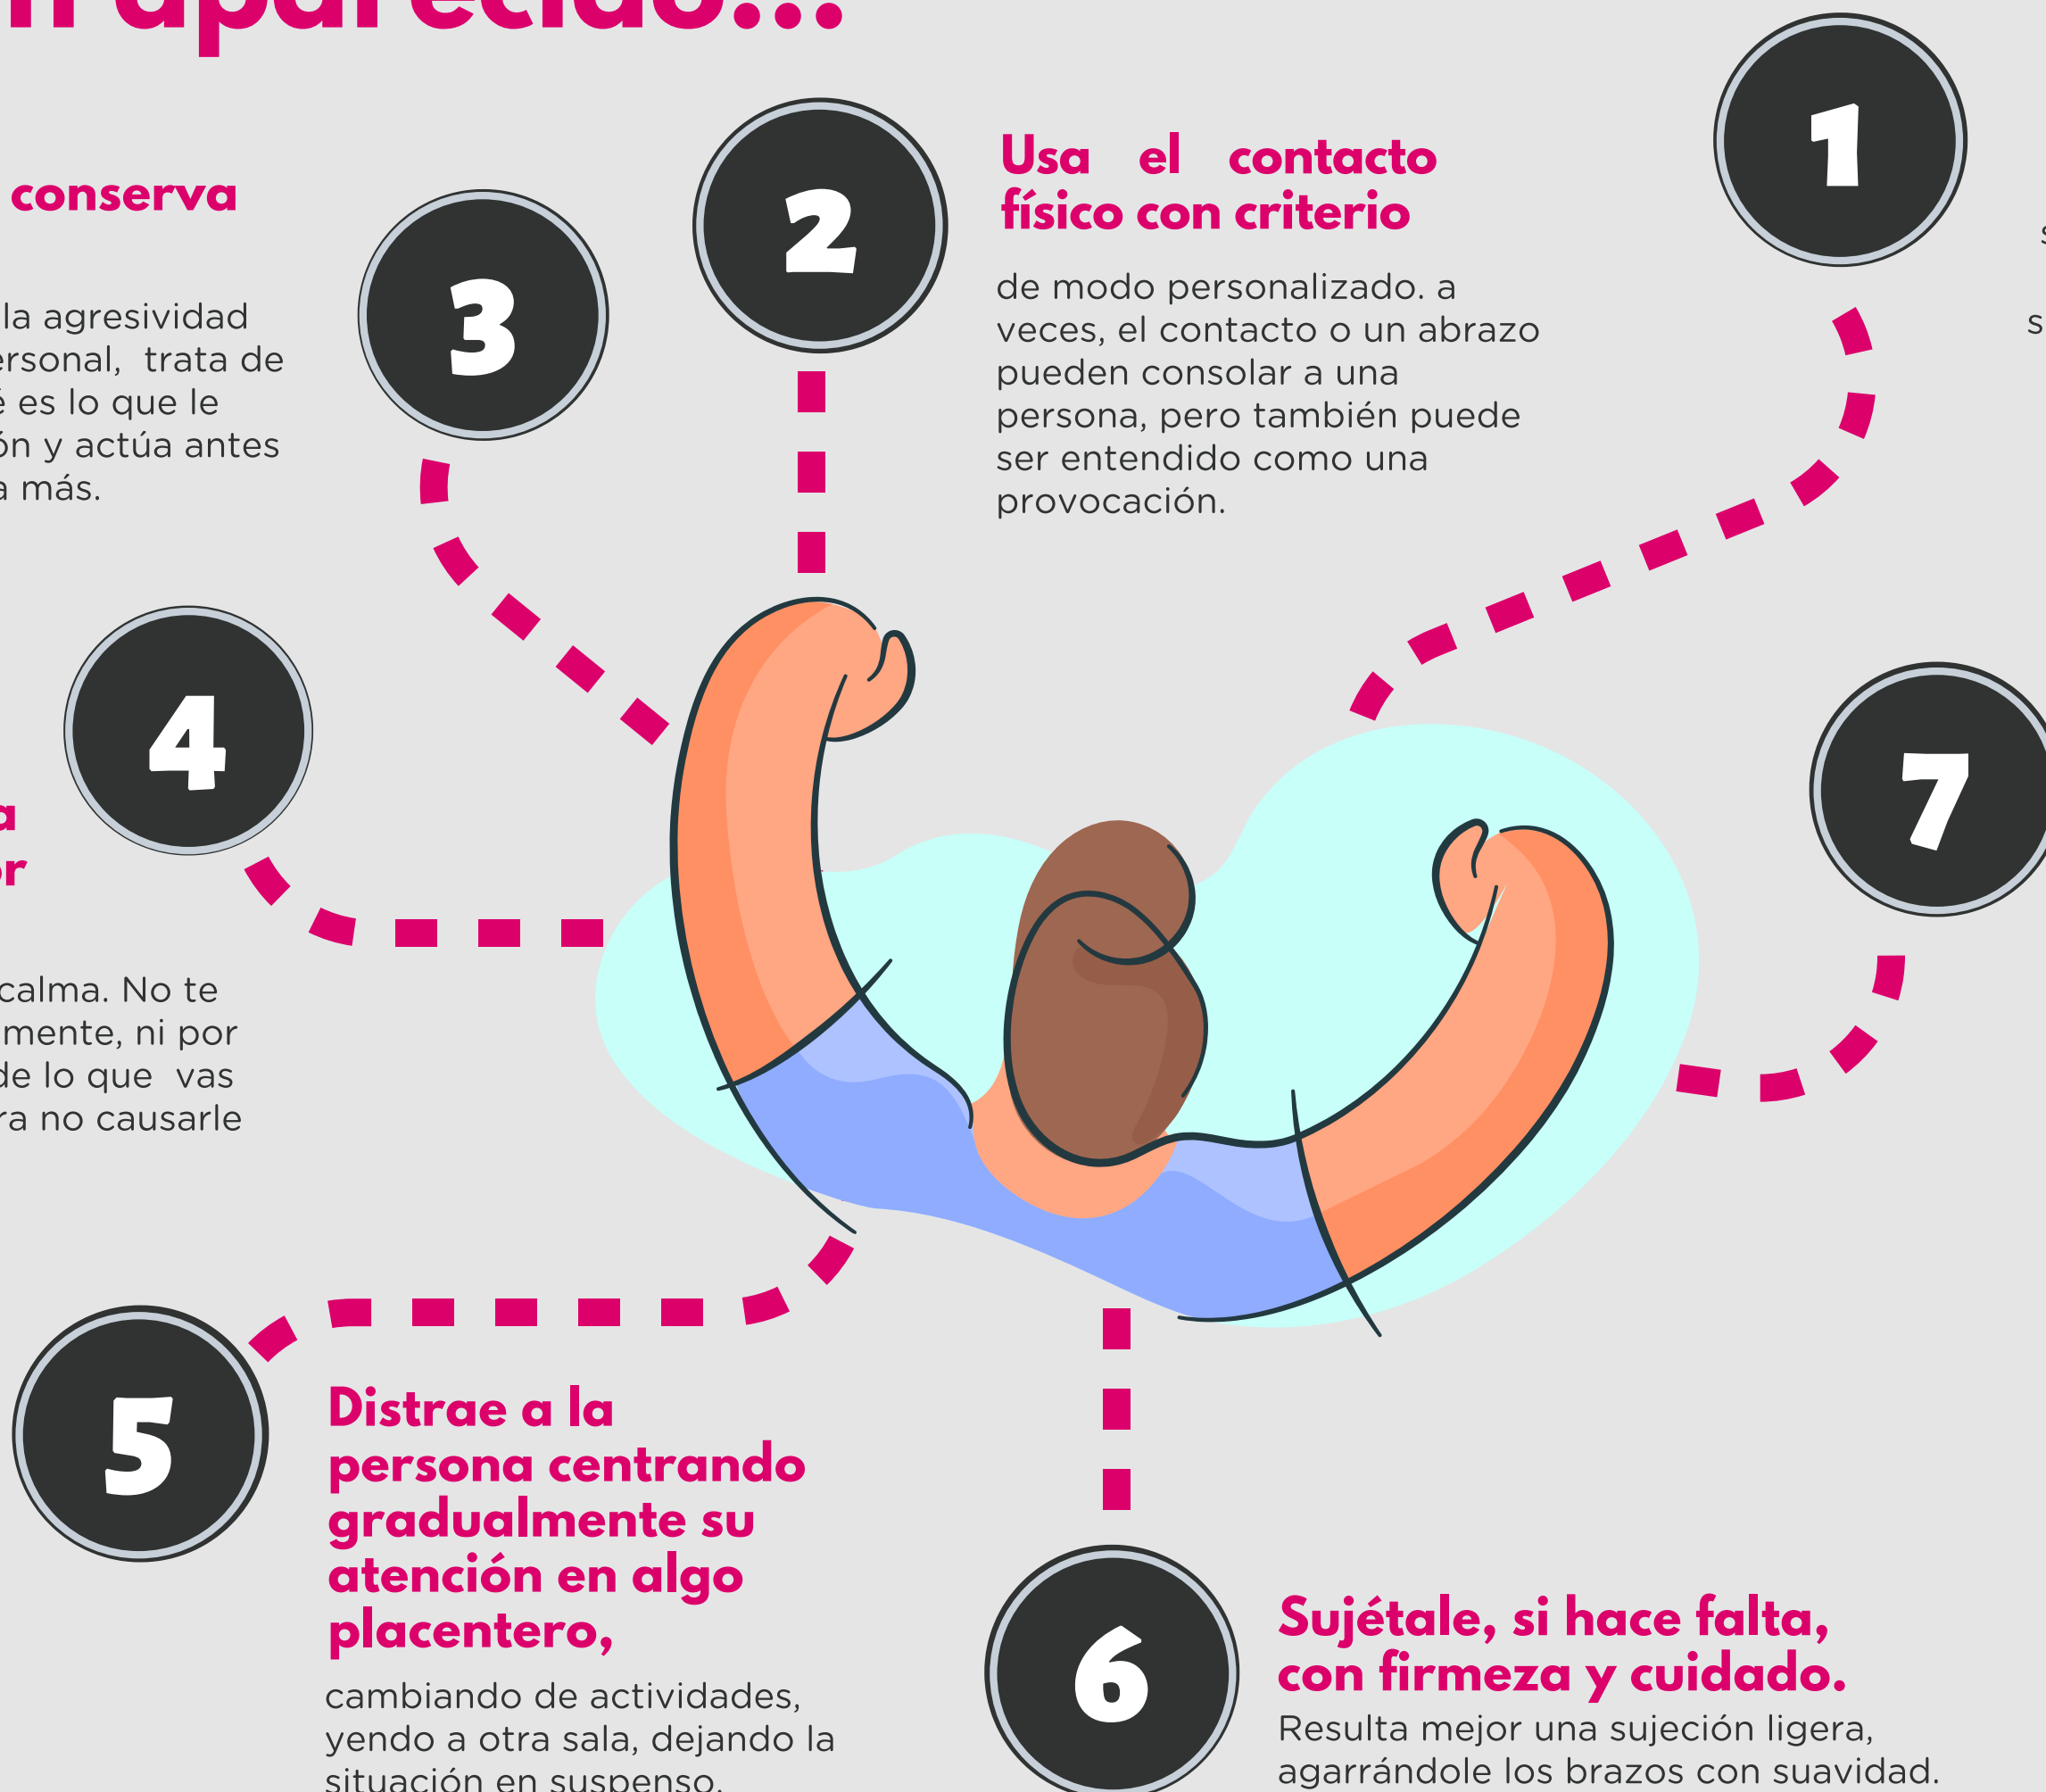 aparecido...
1
2
Usa el contacto
físico con criterio
de modo personalizado. a
veces, el contacto o un abrazo
pueden consolar a una
persona, pero también puede
ser entendido como una
provocación.
3
conserva
la agresividad
trata de
es lo que le
y actúa antes
más.
4
calma. No te
ni por
de lo que vas
no causarle
5
Distrae a la
persona centrando
gradualmente su
atención en algo
placentero,
cambiando de actividades,
yendo a otra sala, dejando la
situación en suspenso.
6
Sujétale, si hace falta,
con firmeza y cuidado.
Resulta mejor una sujeción ligera,
agarrándole los brazos con suavidad.
7